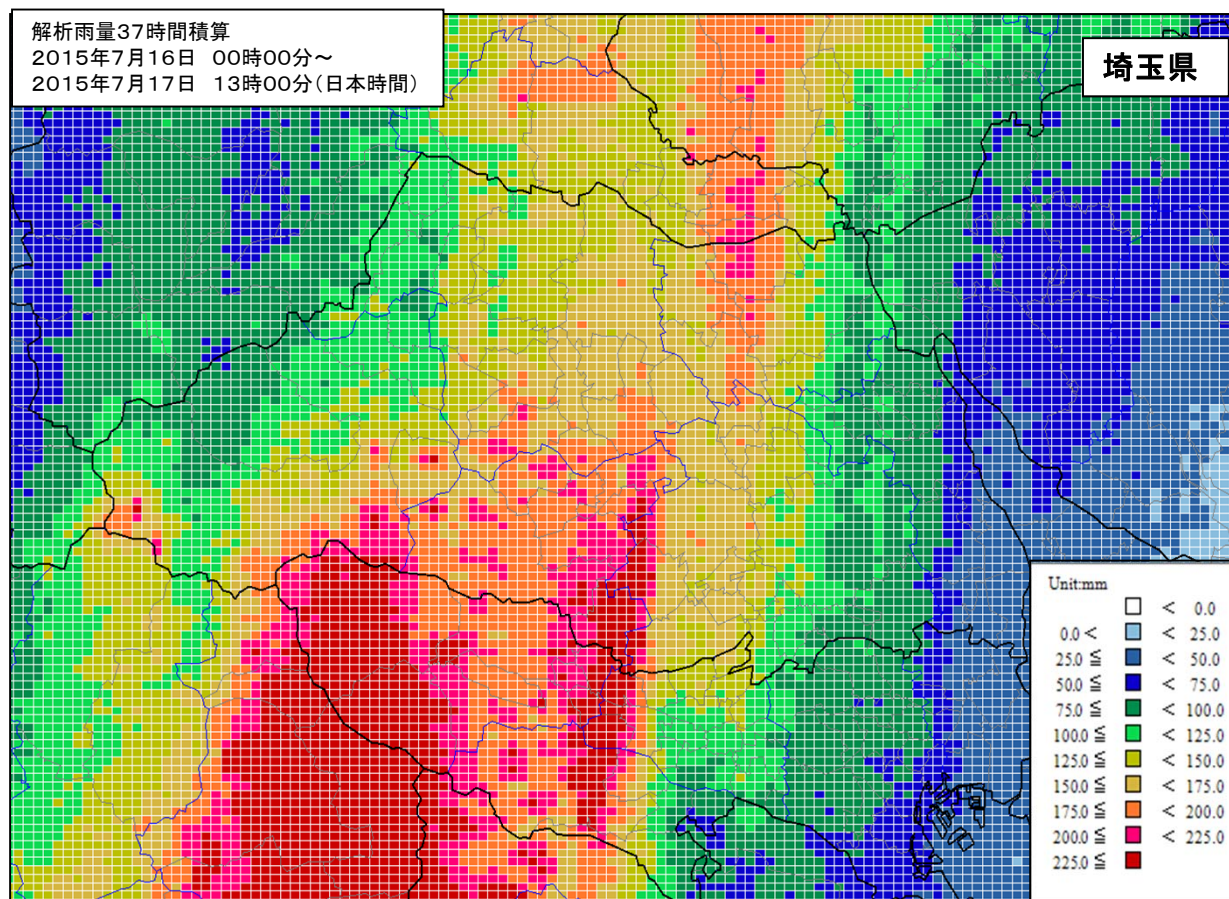 解析雨量37時間積算
2015年7月16日 00時00分～
2015年7月17日 13時00分(日本時間)
埼玉県
Unit:mm
< 0.0
0.0 < < 25.0
25.0 ≦ < 50.0
50.0 ≦ < 75.0
75.0 ≦ < 100.0
100.0 ≦ < 125.0
125.0 ≦ < 150.0
150.0 ≦ < 175.0
175.0 ≦ < 200.0
200.0 ≦ < 225.0
225.0 ≦